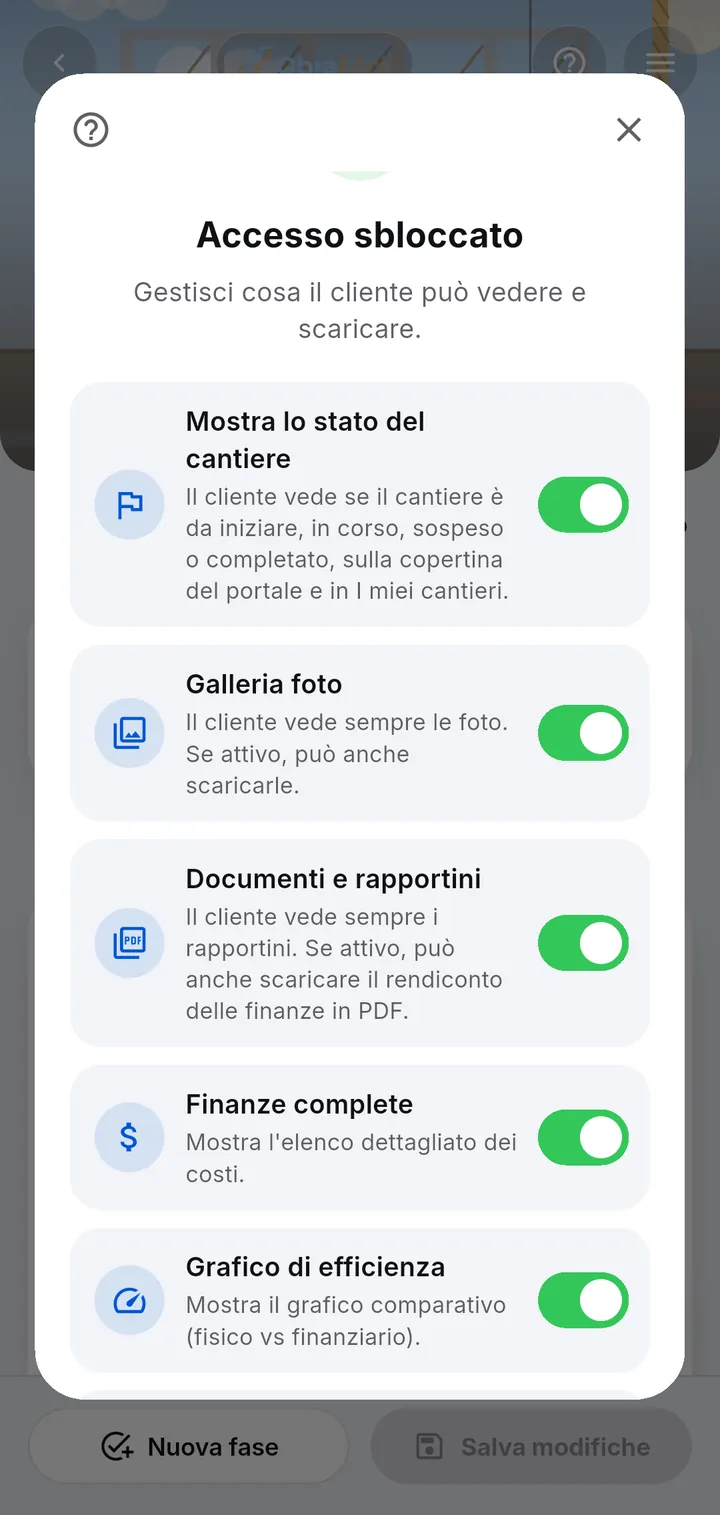 Accesso sbloccato
Gestisci cosa il cliente può vedere e
scaricare.
Mostra lo stato del
cantiere
Il cliente vede se il cantiere è
da iniziare, in corso, sospeso
o completato, sulla copertina
del portale e in I miei cantieri.
Galleria foto
Il cliente vede sempre le foto.
Se attivo, può anche
scaricarle.
Documenti e rapportini
Il cliente vede sempre i
rapportini. Se attivo, può
anche scaricare il rendiconto
delle finanze in PDF.
PDF
Finanze complete
Mostra l'elenco dettagliato dei
costi.
Grafico di efficienza
Mostra il grafico comparativo
(fisico vs finanziario).
Nuova fase
Salva modifiche